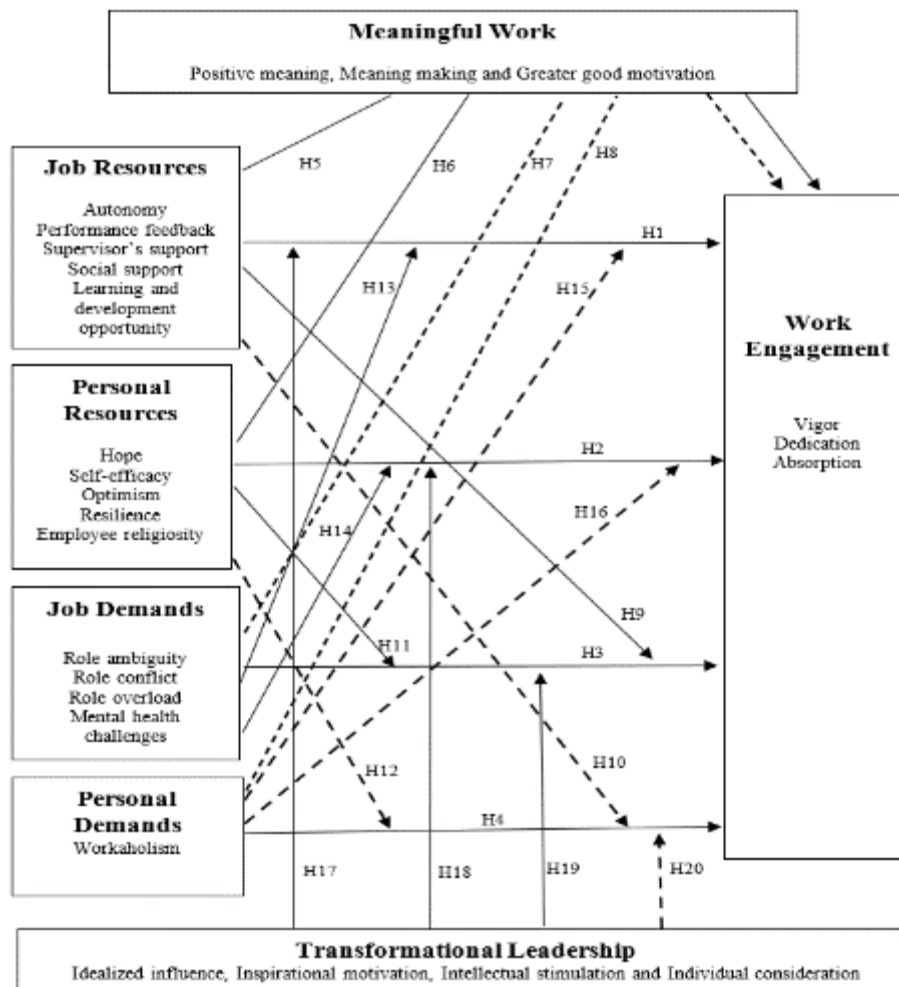 Meaningful Work
Positive meaning, Meaning making and Greater good motivation
H5
H6
H7
H8
Job Resources
Autonomy
Performance feedback
Supervisor's support
Social support
Learning and
development
opportunity
H1
H13
H15
Work
Engagement
Vigor
Dedication
Absorption
Personal
Resources
Hope
Self-efficacy
Optimism
Resilience
Employee religiosity
H2
H16
H14
Job Demands
Role ambiguity
Role conflict
Role overload
Mental health
challenges
H9
H11
H3
H12
H10
Personal
Demands
Workaholism
H4
H17
H18
H19
H20
Transformational Leadership
Idealized influence, Inspirational motivation, Intellectual stimulation and Individual consideration